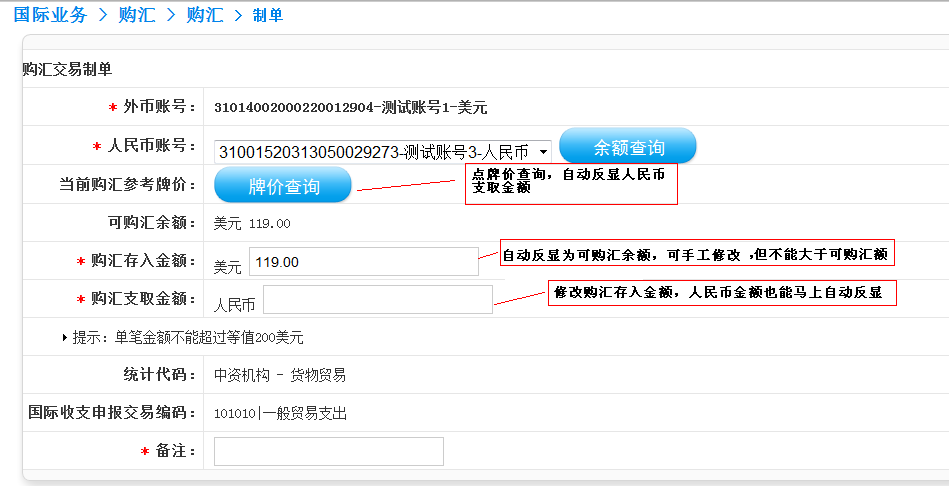 国际业务 > 购汇 > 购汇 > 制单
购汇交易制单
* 外币账号： 31014002000220012904-测试账号1-美元
* 人民币账号： 31001520313050029273-测试账号3-人民币 余额查询
当前购汇参考牌价： 牌价查询
点牌价查询，自动反显人民币
支取金额
可购汇余额： 美元 119.00
* 购汇存入金额： 美元 119.00
自动反显为可购汇余额，可手工修改 ,但不能大于可购汇额
* 购汇支取金额： 人民币
修改购汇存入金额，人民币金额也能马上自动反显
提示：单笔金额不能超过等值200美元
统计代码： 中资机构 - 货物贸易
国际收支申报交易编码： 101010|一般贸易支出
* 备注：